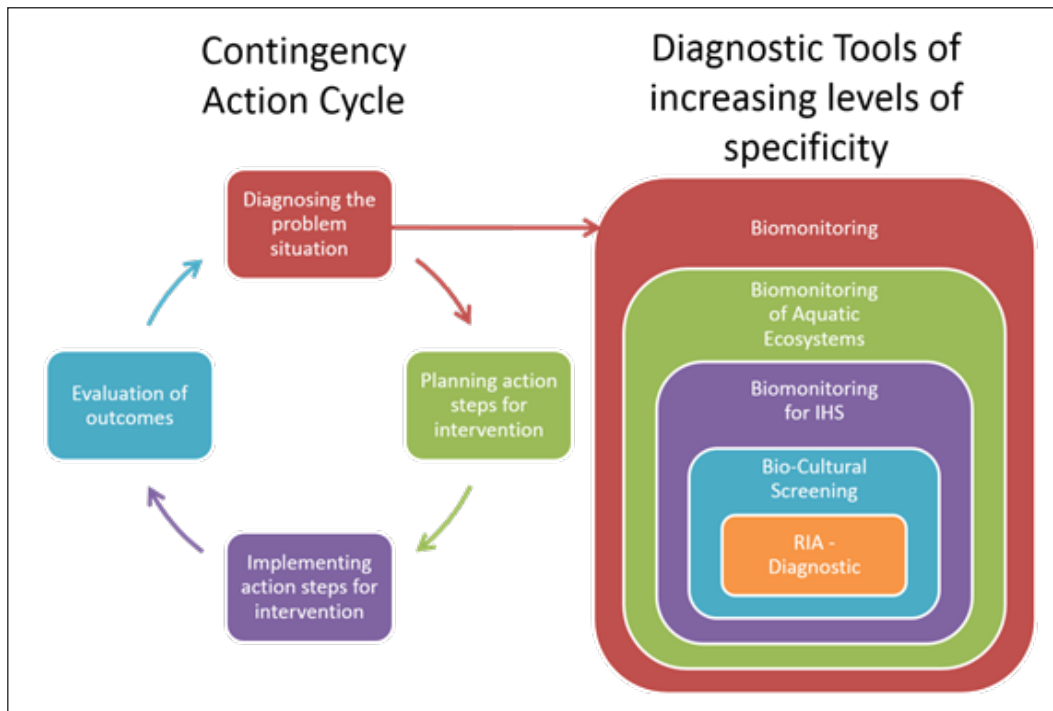 Contingency
Action Cycle
Diagnostic Tools of
increasing levels of
specificity
Diagnosing the
problem
situation
Planning action
steps for
intervention
Implementing
action steps for
intervention
Evaluation of
outcomes
Biomonitoring
Biomonitoring
of Aquatic
Ecosystems
Biomonitoring
for IHS
Bio-Cultural
Screening
RIA -
Diagnostic